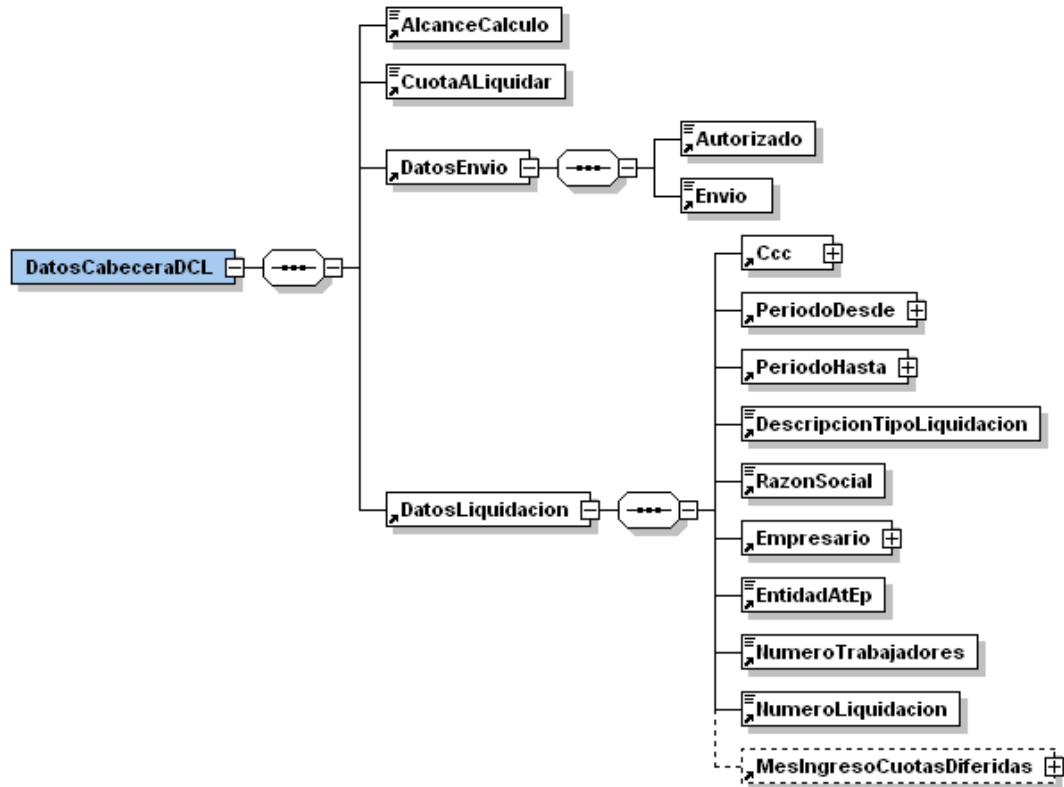 AlcanceCalculo
CuotaALiquidar
DatosEnvio
Autorizado
Envio
DatosCabeceraDCL
DatosLiquidacion
Ccc
PeriodoDesde
PeriodoHasta
DescripcionTipoLiquidacion
RazonSocial
Empresario
EntidadAtEp
NumeroTrabajadores
NumeroLiquidacion
MesIngresoCuotasDiferidas